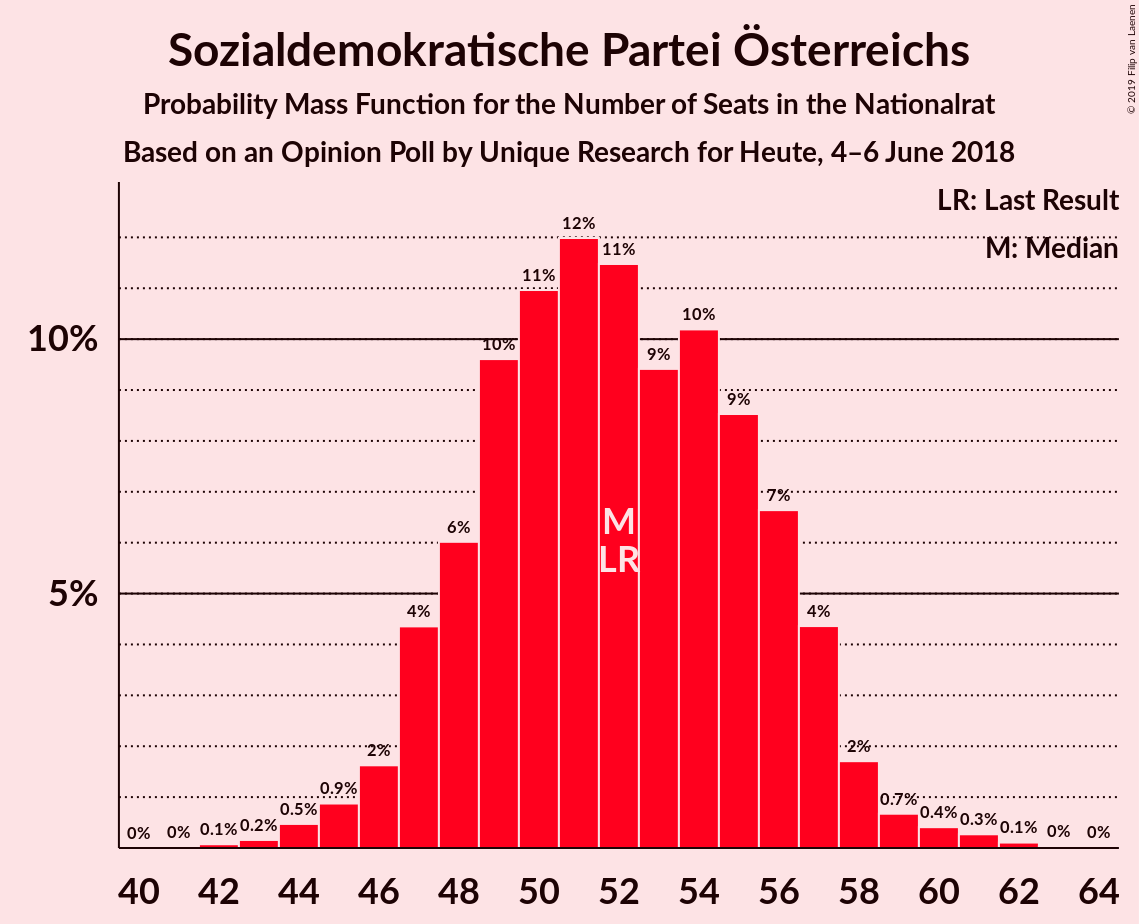 © 2019 Filip van Laenen
Sozialdemokratische Partei Österreichs
Probability Mass Function for the Number of Seats in the Nationalrat
Based on an Opinion Poll by Unique Research for Heute, 4–6 June 2018
LR: Last Result
M: Median
10%
5%
0% 0% 0.1% 0.2% 0.5% 0.9% 2% 4% 6% 10% 11% 12% 11% 9% 10% 9% 7% 4% 2% 0.7% 0.4% 0.3% 0.1% 0% 0%
M
LR
40 42 44 46 48 50 52 54 56 58 60 62 64